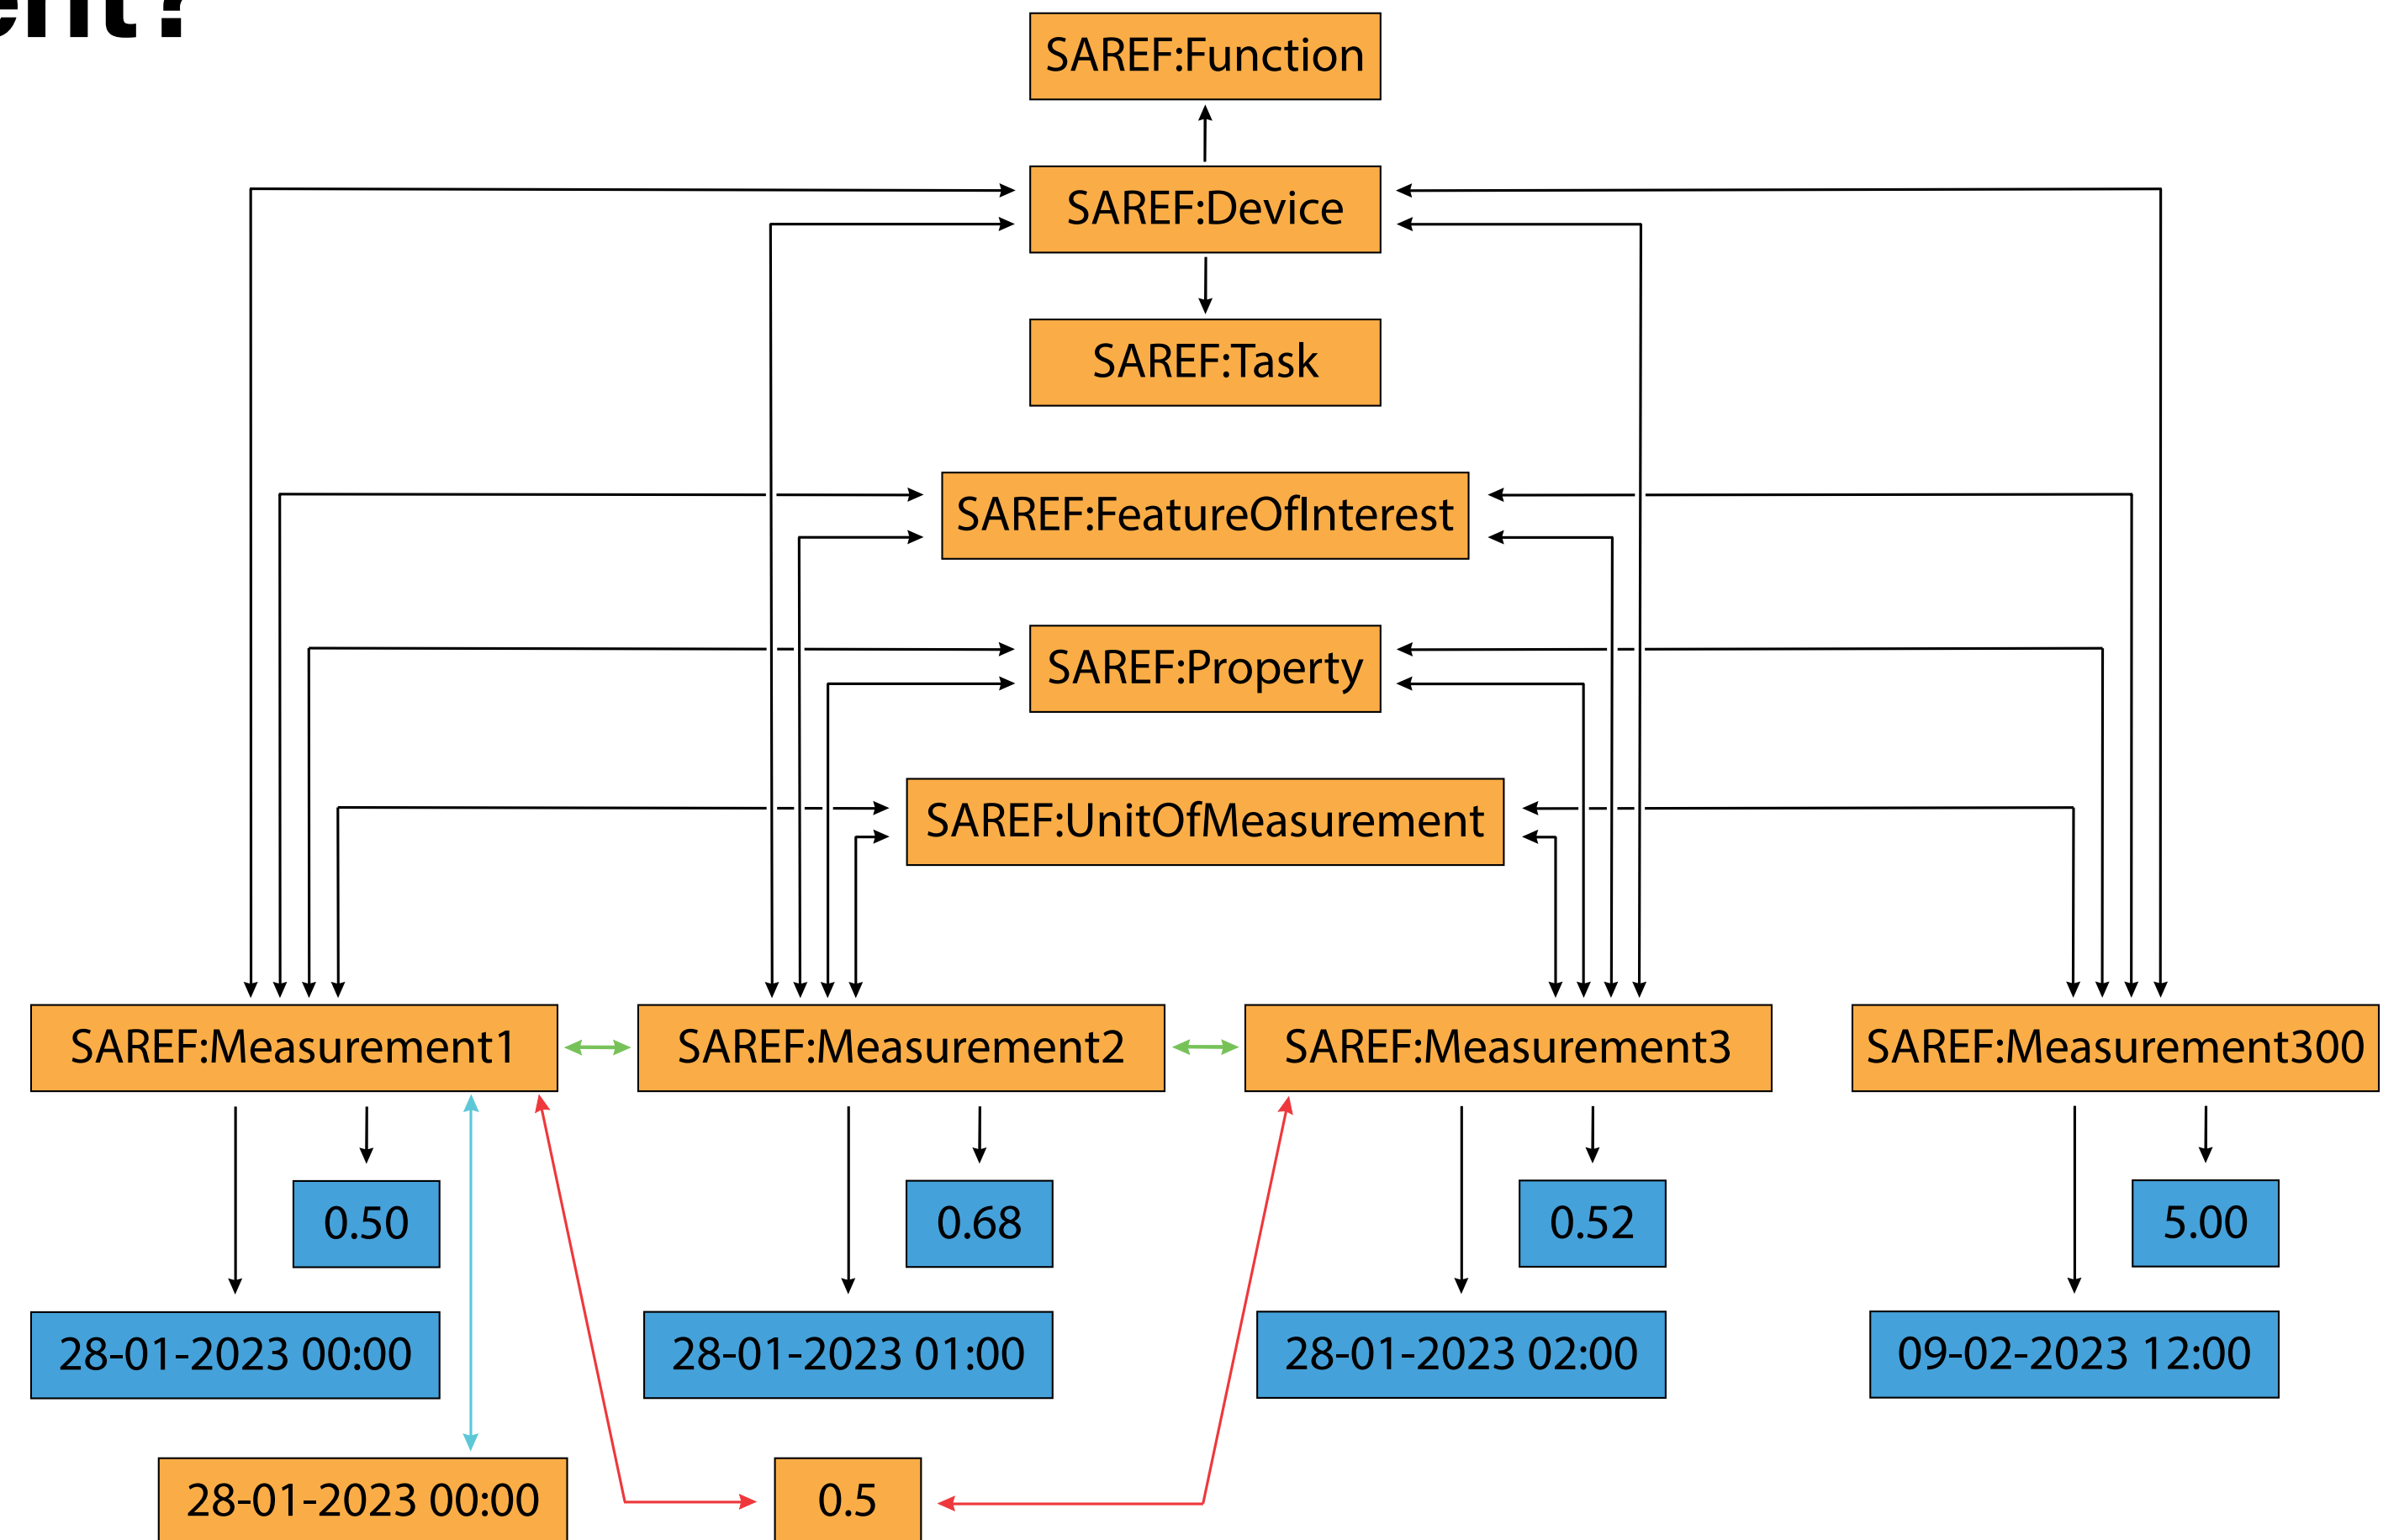 ent?
SAREF:Function
SAREF:Device
SAREF:Task
SAREF:FeatureOfInterest
SAREF:Property
SAREF:UnitOfMeasurement
SAREF:Measurement1
SAREF:Measurement2
SAREF:Measurement3
SAREF:Measurement300
0.50
0.68
0.52
5.00
28-01-2023 00:00
28-01-2023 01:00
28-01-2023 02:00
09-02-2023 12:00
28-01-2023 00:00
0.5